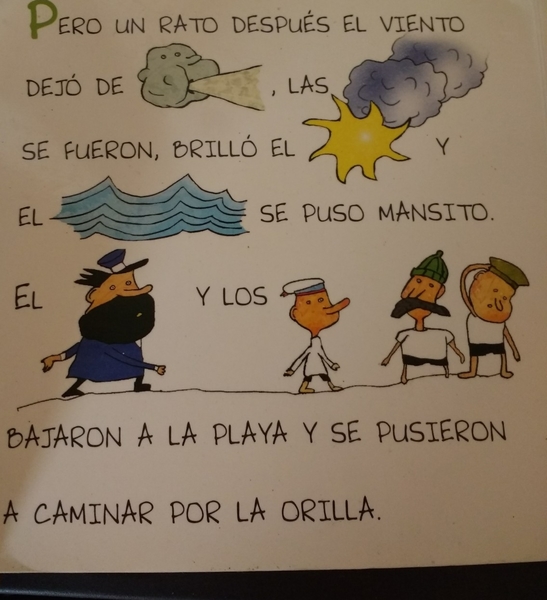 PERO UN RATO DESPUÉS EL VIENTO
DEJÓ DE , LAS
SE FUERON, BRILLÓ EL Y
EL SE PUSO MANSITO.
EL Y LOS
BAJARON A LA PLAYA Y SE PUSIERON
A CAMINAR POR LA ORILLA.